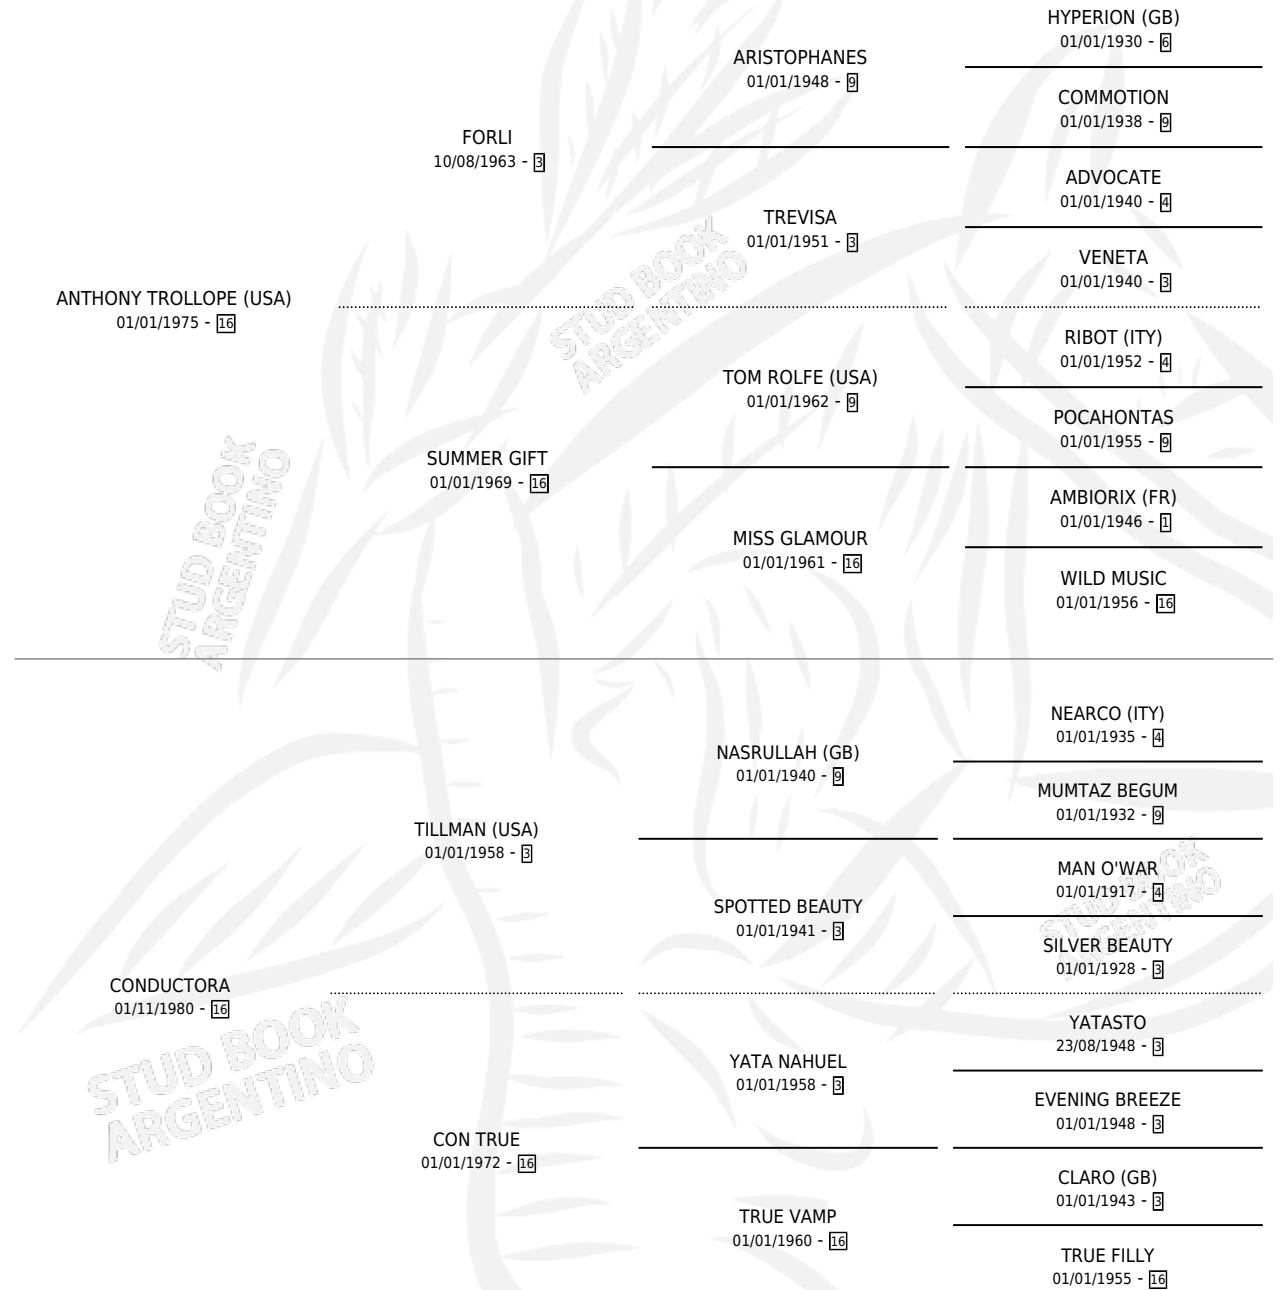 HYPERION (GB)
01/01/1930 - 6
ARISTOPHANES
01/01/1948 - 9
COMMOTION
01/01/1938 - 9
FORLI
10/08/1963 - 3
ADVOCATE
01/01/1940 - 4
TREVISA
01/01/1951 - 3
VENETA
01/01/1940 - 3
ANTHONY TROLLOPE (USA)
01/01/1975 - 16
RIBOT (ITY)
01/01/1952 - 4
TOM ROLFE (USA)
01/01/1962 - 9
POCAHONTAS
01/01/1955 - 9
SUMMER GIFT
01/01/1969 - 16
AMBIORIX (FR)
01/01/1946 - 1
MISS GLAMOUR
01/01/1961 - 16
WILD MUSIC
01/01/1956 - 16
NEARCO (ITY)
01/01/1935 - 4
NASRULLAH (GB)
01/01/1940 - 9
MUMTAZ BEGUM
01/01/1932 - 9
TILLMAN (USA)
01/01/1958 - 3
MAN O'WAR
01/01/1917 - 4
SPOTTED BEAUTY
01/01/1941 - 3
SILVER BEAUTY
01/01/1928 - 3
CONDUCTORA
01/11/1980 - 16
YATASTO
23/08/1948 - 3
YATA NAHUEL
01/01/1958 - 3
EVENING BREEZE
01/01/1948 - 3
CON TRUE
01/01/1972 - 16
CLARO (GB)
01/01/1943 - 3
TRUE VAMP
01/01/1960 - 16
TRUE FILLY
01/01/1955 - 16
STUD BOOK
ARGENTINO
STUD BOOK
ARGENTINO
STUD BOOK
ARGENTINO
STUD BOOK
ARGENTINO